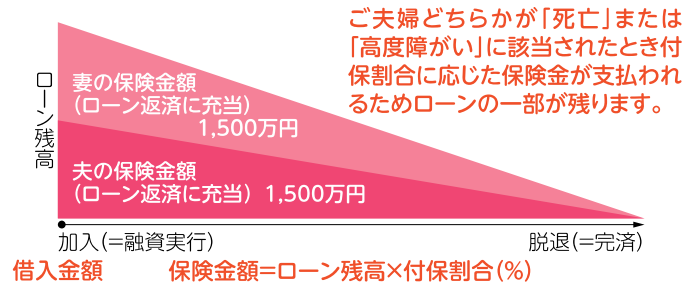 ご夫婦どちらかが「死亡」または
「高度障がい」に該当されたとき付
保割合に応じた保険金が支払われ
るためローンの一部が残ります。
ローン残高
妻の保険金額
(ローン返済に充当)
1,500万円
夫の保険金額
(ローン返済に充当) 1,500万円
加入(=融資実行)
脱退(=完済)
借入金額
保険金額=ローン残高×付保割合(%)